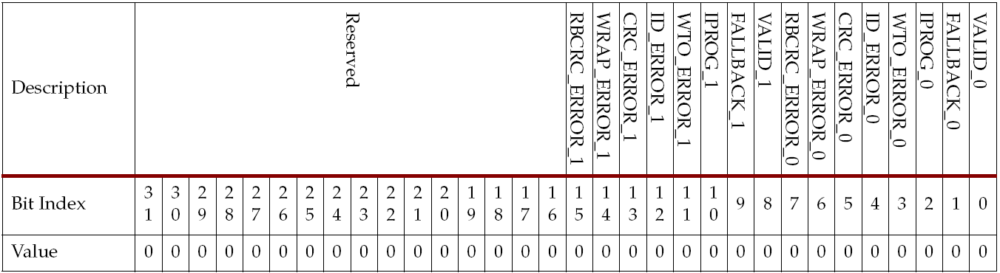 Description Reserved RBCRC_ERROR_1 WRAP_ERROR_1 CRC_ERROR_1 ID_ERROR_1 WTO_ERROR_1 IPROG_1 FALLBACK_1 VALID_1 RBCRC_ERROR_0 WRAP_ERROR_0 CRC_ERROR_0 ID_ERROR_0 WTO_ERROR_0 IPROG_0 FALLBACK_0 VALID_0
Bit Index 31 30 29 28 27 26 25 24 23 22 21 20 19 18 17 16 15 14 13 12 11 10 9 8 7 6 5 4 3 2 1 0
Value 0 0 0 0 0 0 0 0 0 0 0 0 0 0 0 0 0 0 0 0 0 0 0 0 0 0 0 0 0 0 0 0